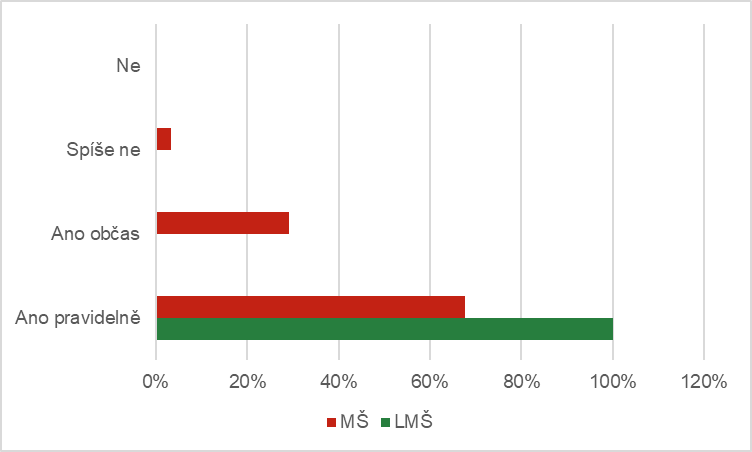 Ne
Spíše ne
Ano občas
Ano pravidelně
0% 20% 40% 60% 80% 100% 120%
MŠ LMŠ